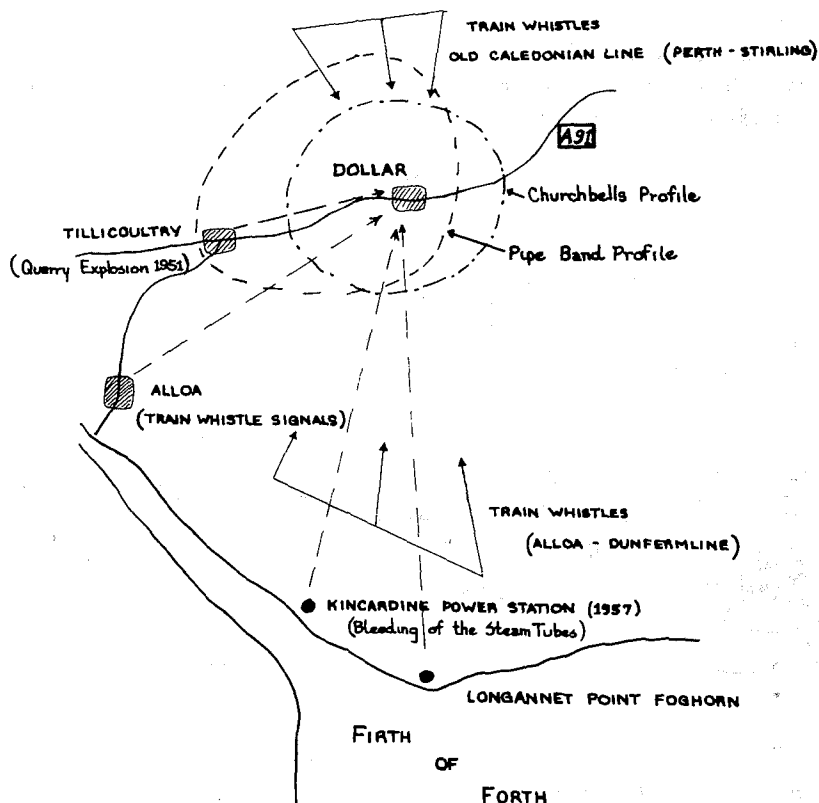 TRAIN WHISTLES
OLD CALEDONIAN LINE (PERTH - STIRLING)
A91
DOLLAR
Churchbells Profile
TILLICOULTRY
(Quarry Explosion 1951)
Pipe Band Profile
ALLOA
(TRAIN WHISTLE SIGNALS)
TRAIN WHISTLES
(ALLOA - DUNFERMLINE)
KINCARDINE POWER STATION (1957)
(Bleeding of the Steam Tubes)
LONGANNET POINT FOGHORN
FIRTH
OF
FORTH